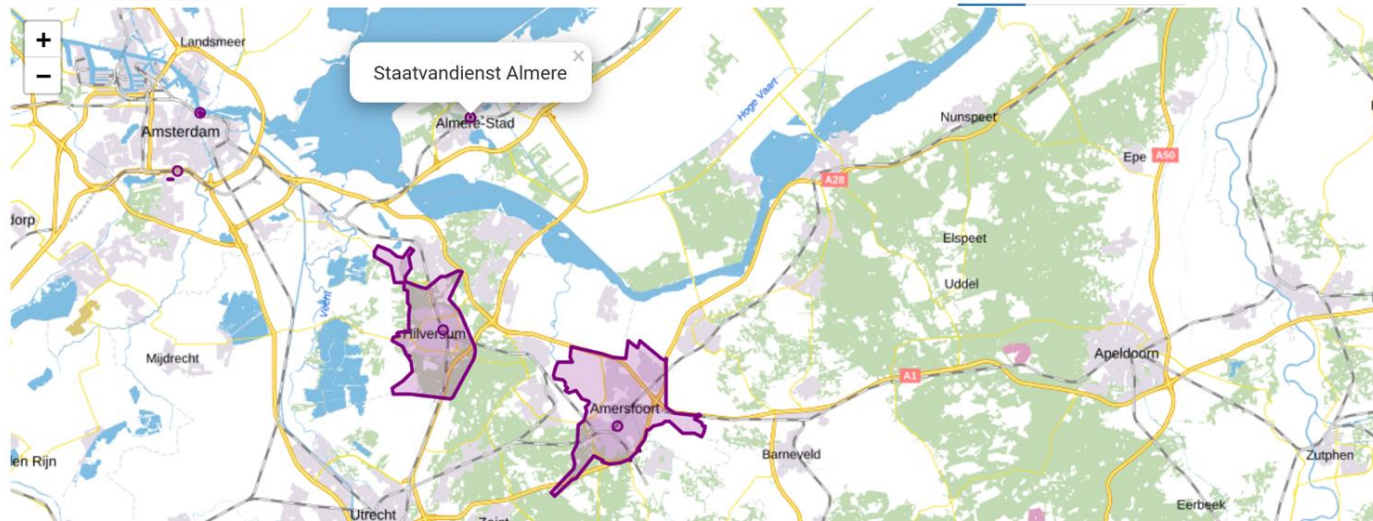 +
−
Landsmeer
Staatvandienst Almere
×
Hoge Vaart
Amsterdam
Almere-Stad
Nunspeet
Epe
A50
A28
dorp
Elspeet
Uddel
Vecht
Hilversum
Mijdrecht
Apeldoorn
A1
Amersfoort
Barneveld
Zutphen
len Rijn
Eerbeek
Utrecht